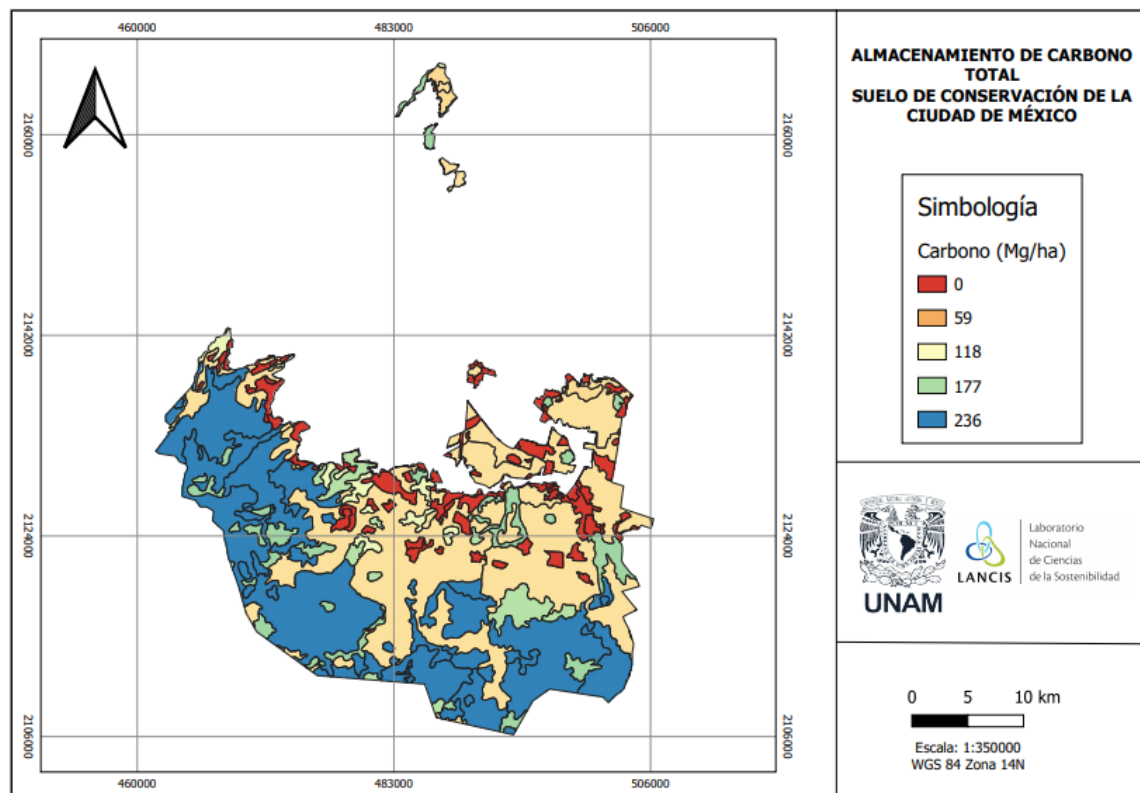 460000
483000
506000
2160000
2160000
2142000
2142000
2124000
2124000
2106000
2106000
460000
483000
506000
ALMACENAMIENTO DE CARBONO
TOTAL
SUELO DE CONSERVACIÓN DE LA
CIUDAD DE MÉXICO
Simbología
Carbono (Mg/ha)
0
59
118
177
236
UNAM
LANCIS
Laboratorio
Nacional
de Ciencias
de la Sostenibilidad
0 5 10 km
Escala: 1:350000
WGS 84 Zona 14N